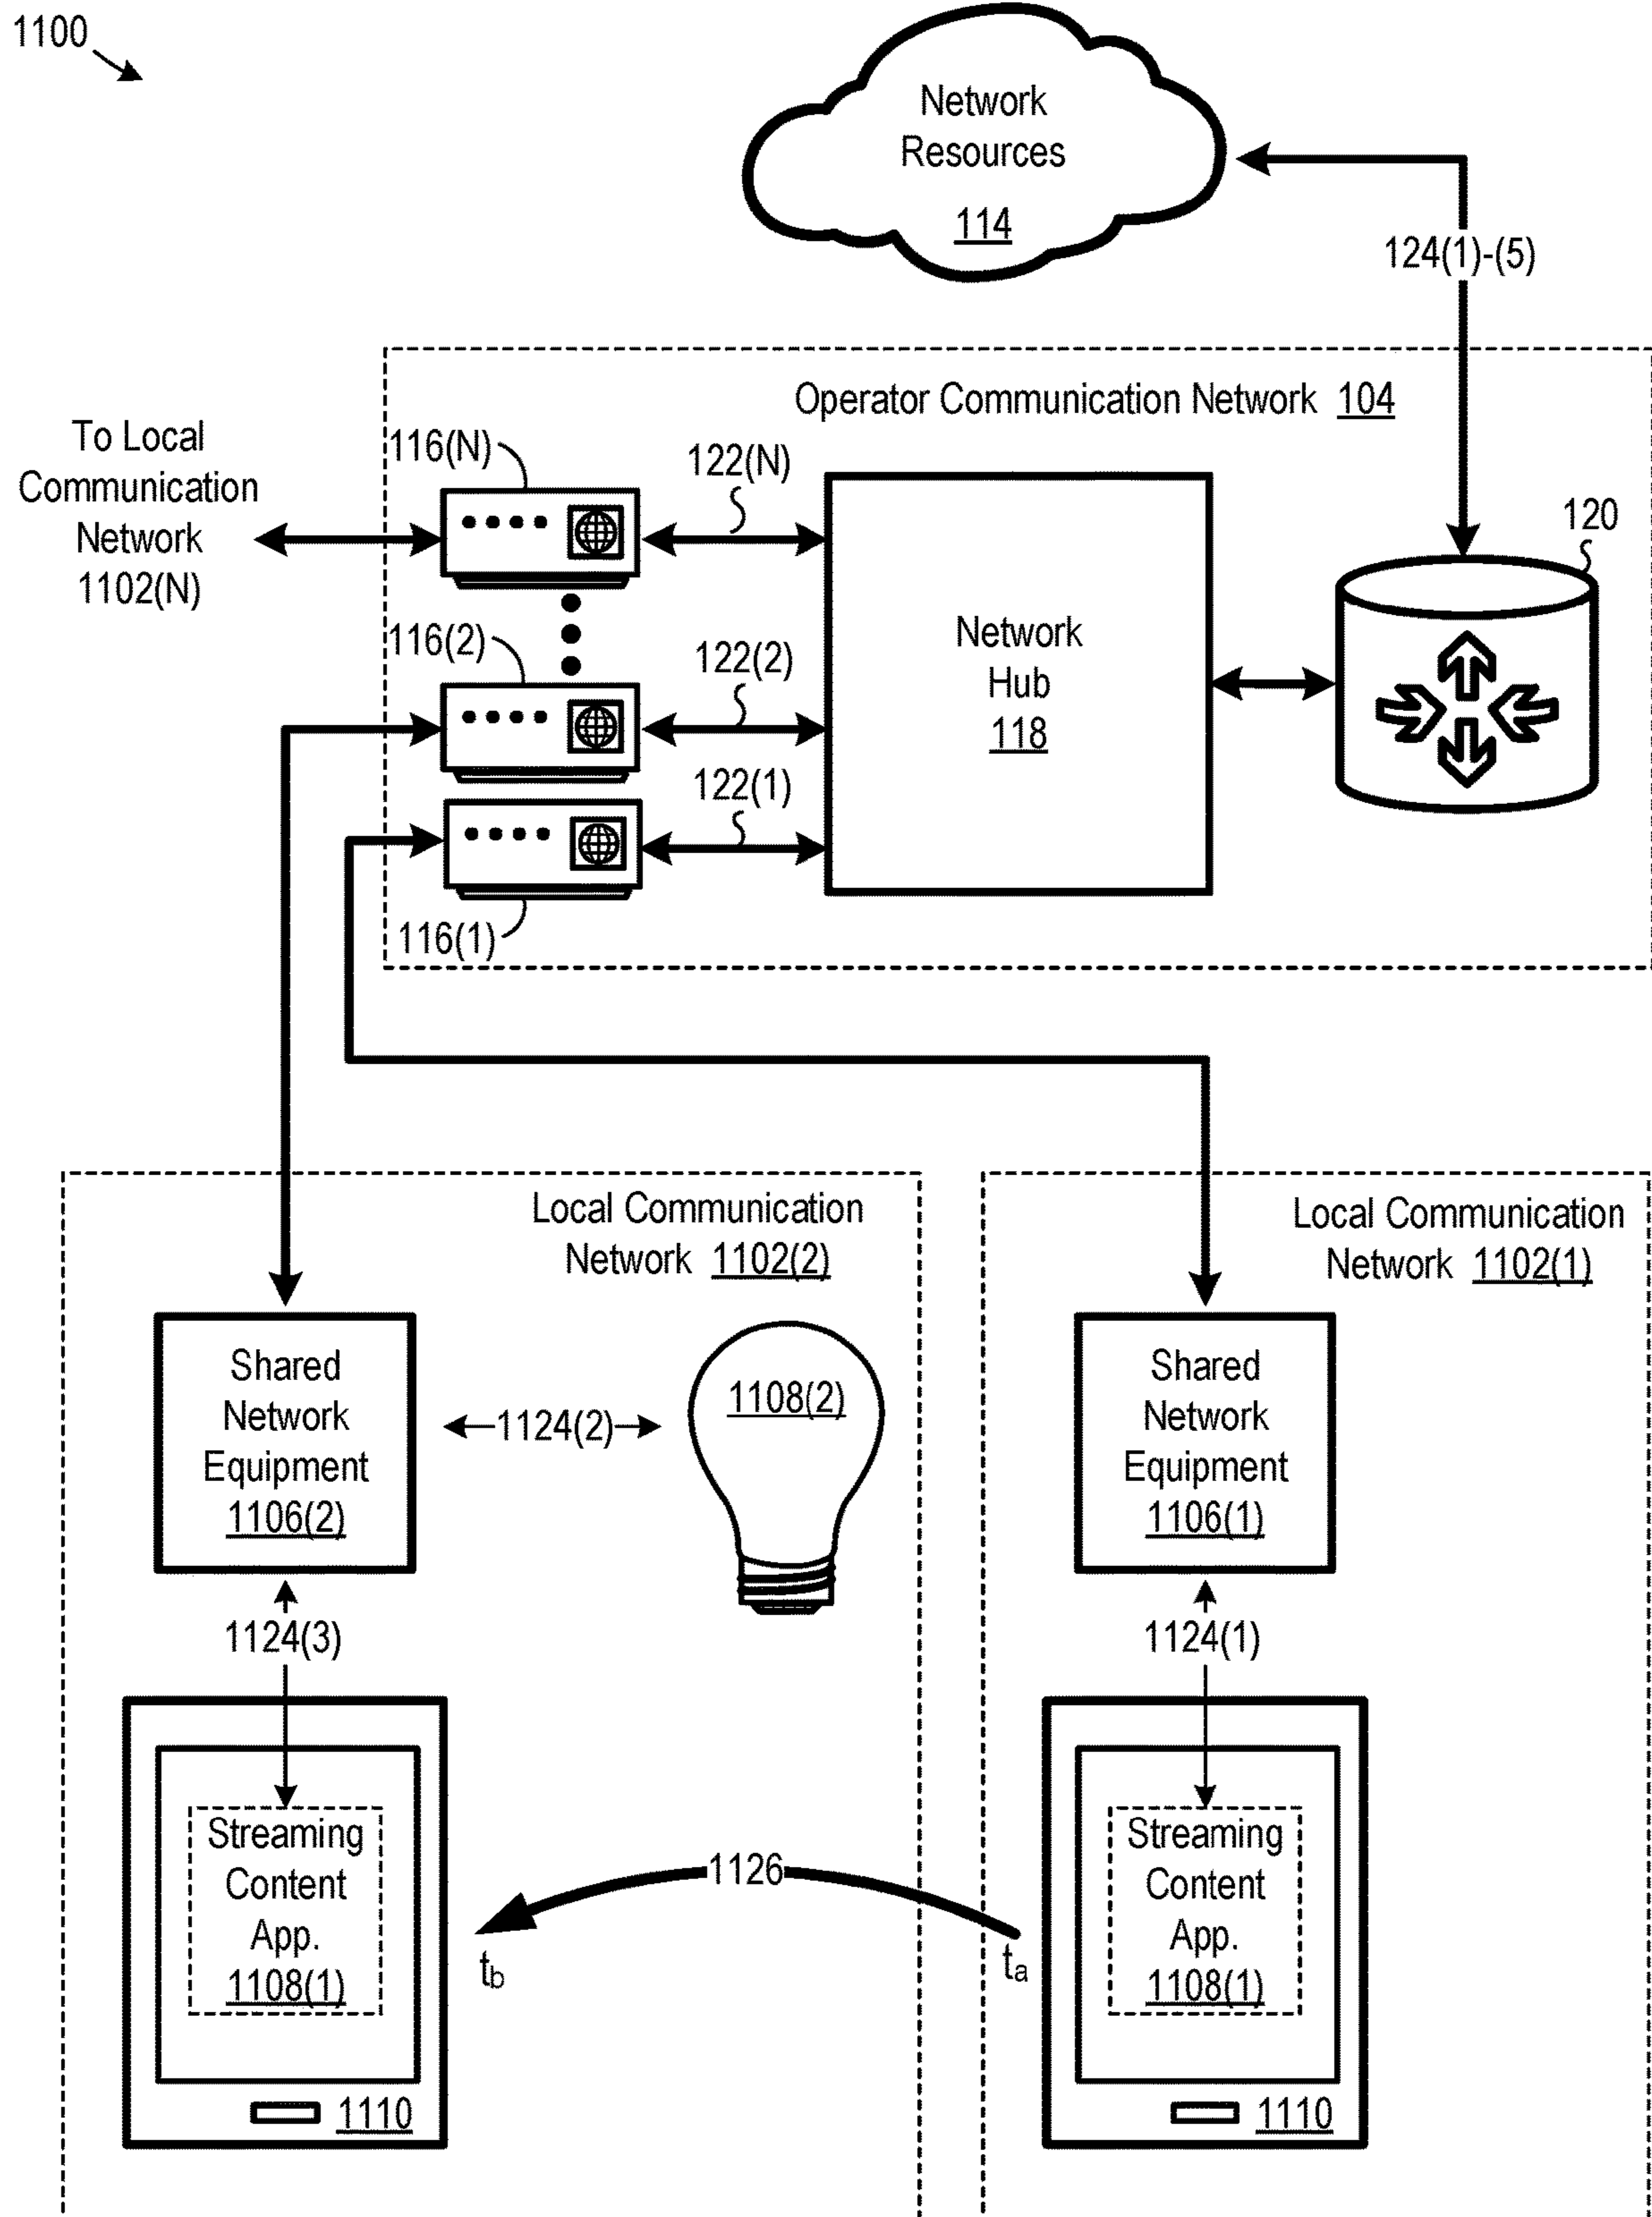 1100
Network
Resources
114
124(1)-(5)
Operator Communication Network 104
To Local
Communication
Network
1102(N)
116(N)
122(N)
120
116(2)
122(2)
Network
Hub
118
122(1)
116(1)
Local Communication
Network 1102(2)
Local Communication
Network 1102(1)
Shared
Network
Equipment
1106(2)
1124(2)
1108(2)
Shared
Network
Equipment
1106(1)
1124(3)
1124(1)
Streaming
Content
App.
1108(1)
1126
tb
ta
Streaming
Content
App.
1108(1)
1110
1110